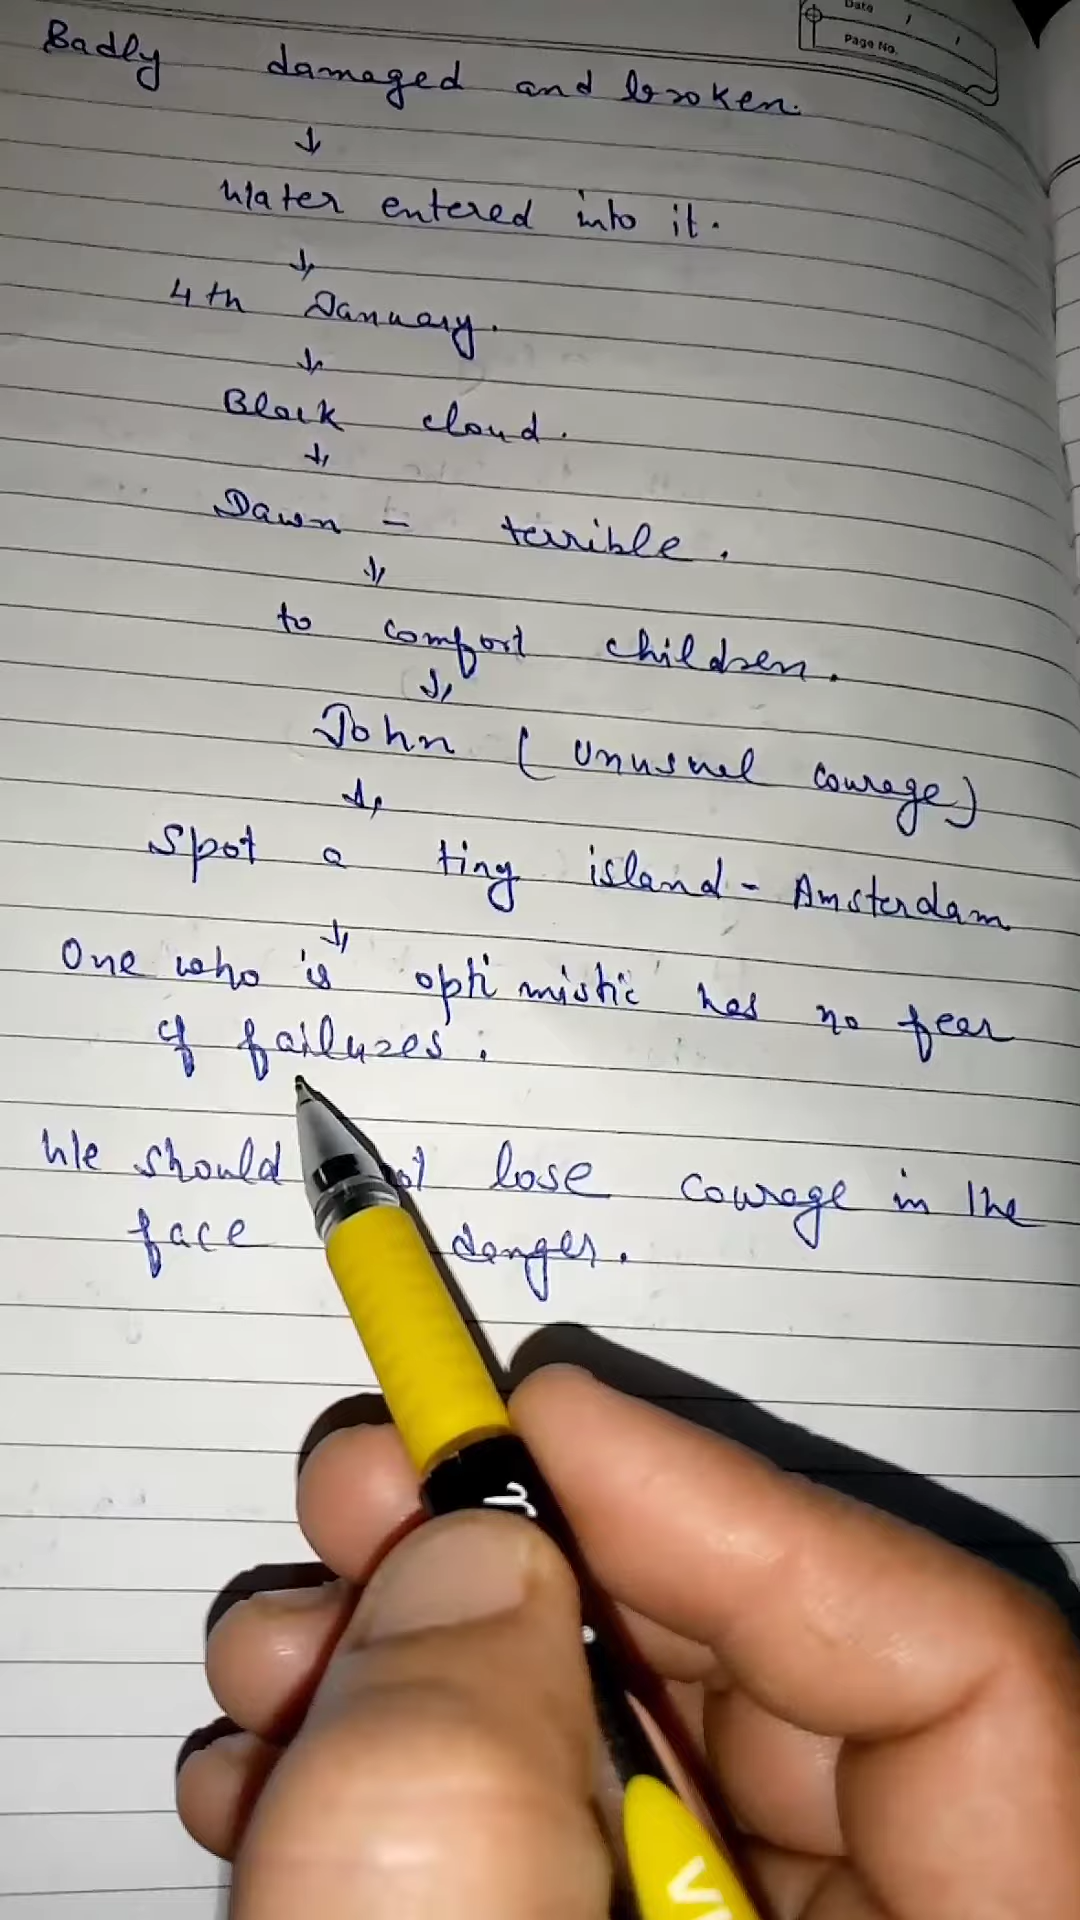 Date / /
Page No.
Badly damaged and broken.
↓
Water entered into it.
↓
4th January.
↓
Black cloud.
↓
Dawn - terrible.
↓
to comfort children.
↓
John (Unusual courage)
↓
Spot a tiny island - Amsterdam
↓
One who is optimistic has no fear
of failures.
We should lose courage in the
face danger.